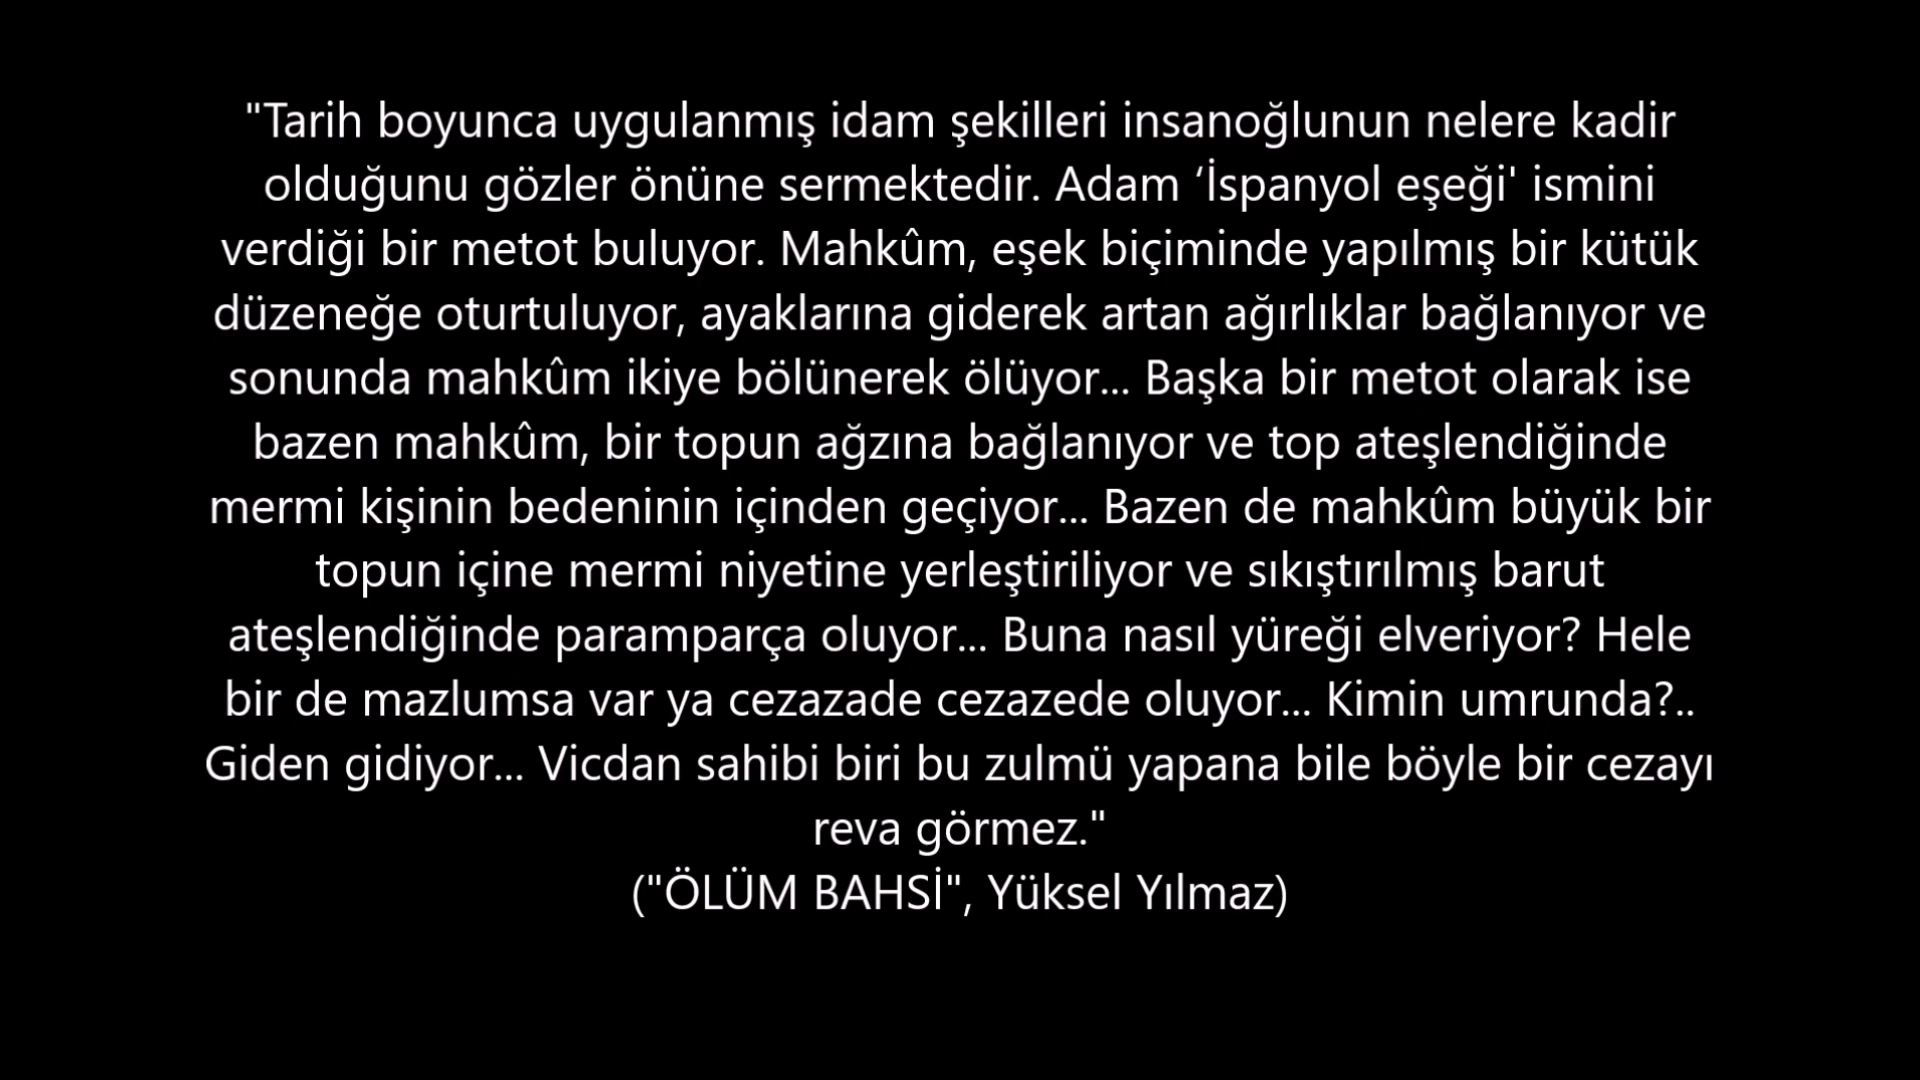 "Tarih boyunca uygulanmış idam şekilleri insanoğlunun nelere kadir
olduğunu gözler önüne sermektedir. Adam ‘İspanyol eşeği' ismini
verdiği bir metot buluyor. Mahkûm, eşek biçiminde yapılmış bir kütük
düzeneğe oturtuluyor, ayaklarına giderek artan ağırlıklar bağlanıyor ve
sonunda mahkûm ikiye bölünerek ölüyor... Başka bir metot olarak ise
bazen mahkûm, bir topun ağzına bağlanıyor ve top ateşlendiğinde
mermi kişinin bedeninin içinden geçiyor... Bazen de mahkûm büyük bir
topun içine mermi niyetine yerleştiriliyor ve sıkıştırılmış barut
ateşlendiğinde paramparça oluyor... Buna nasıl yüreği elveriyor? Hele
bir de mazlumsa var ya cezazade cezazede oluyor... Kimin umrunda?..
Giden gidiyor... Vicdan sahibi biri bu zulmü yapana bile böyle bir cezayı
reva görmez."
("ÖLÜM BAHSİ", Yüksel Yılmaz)